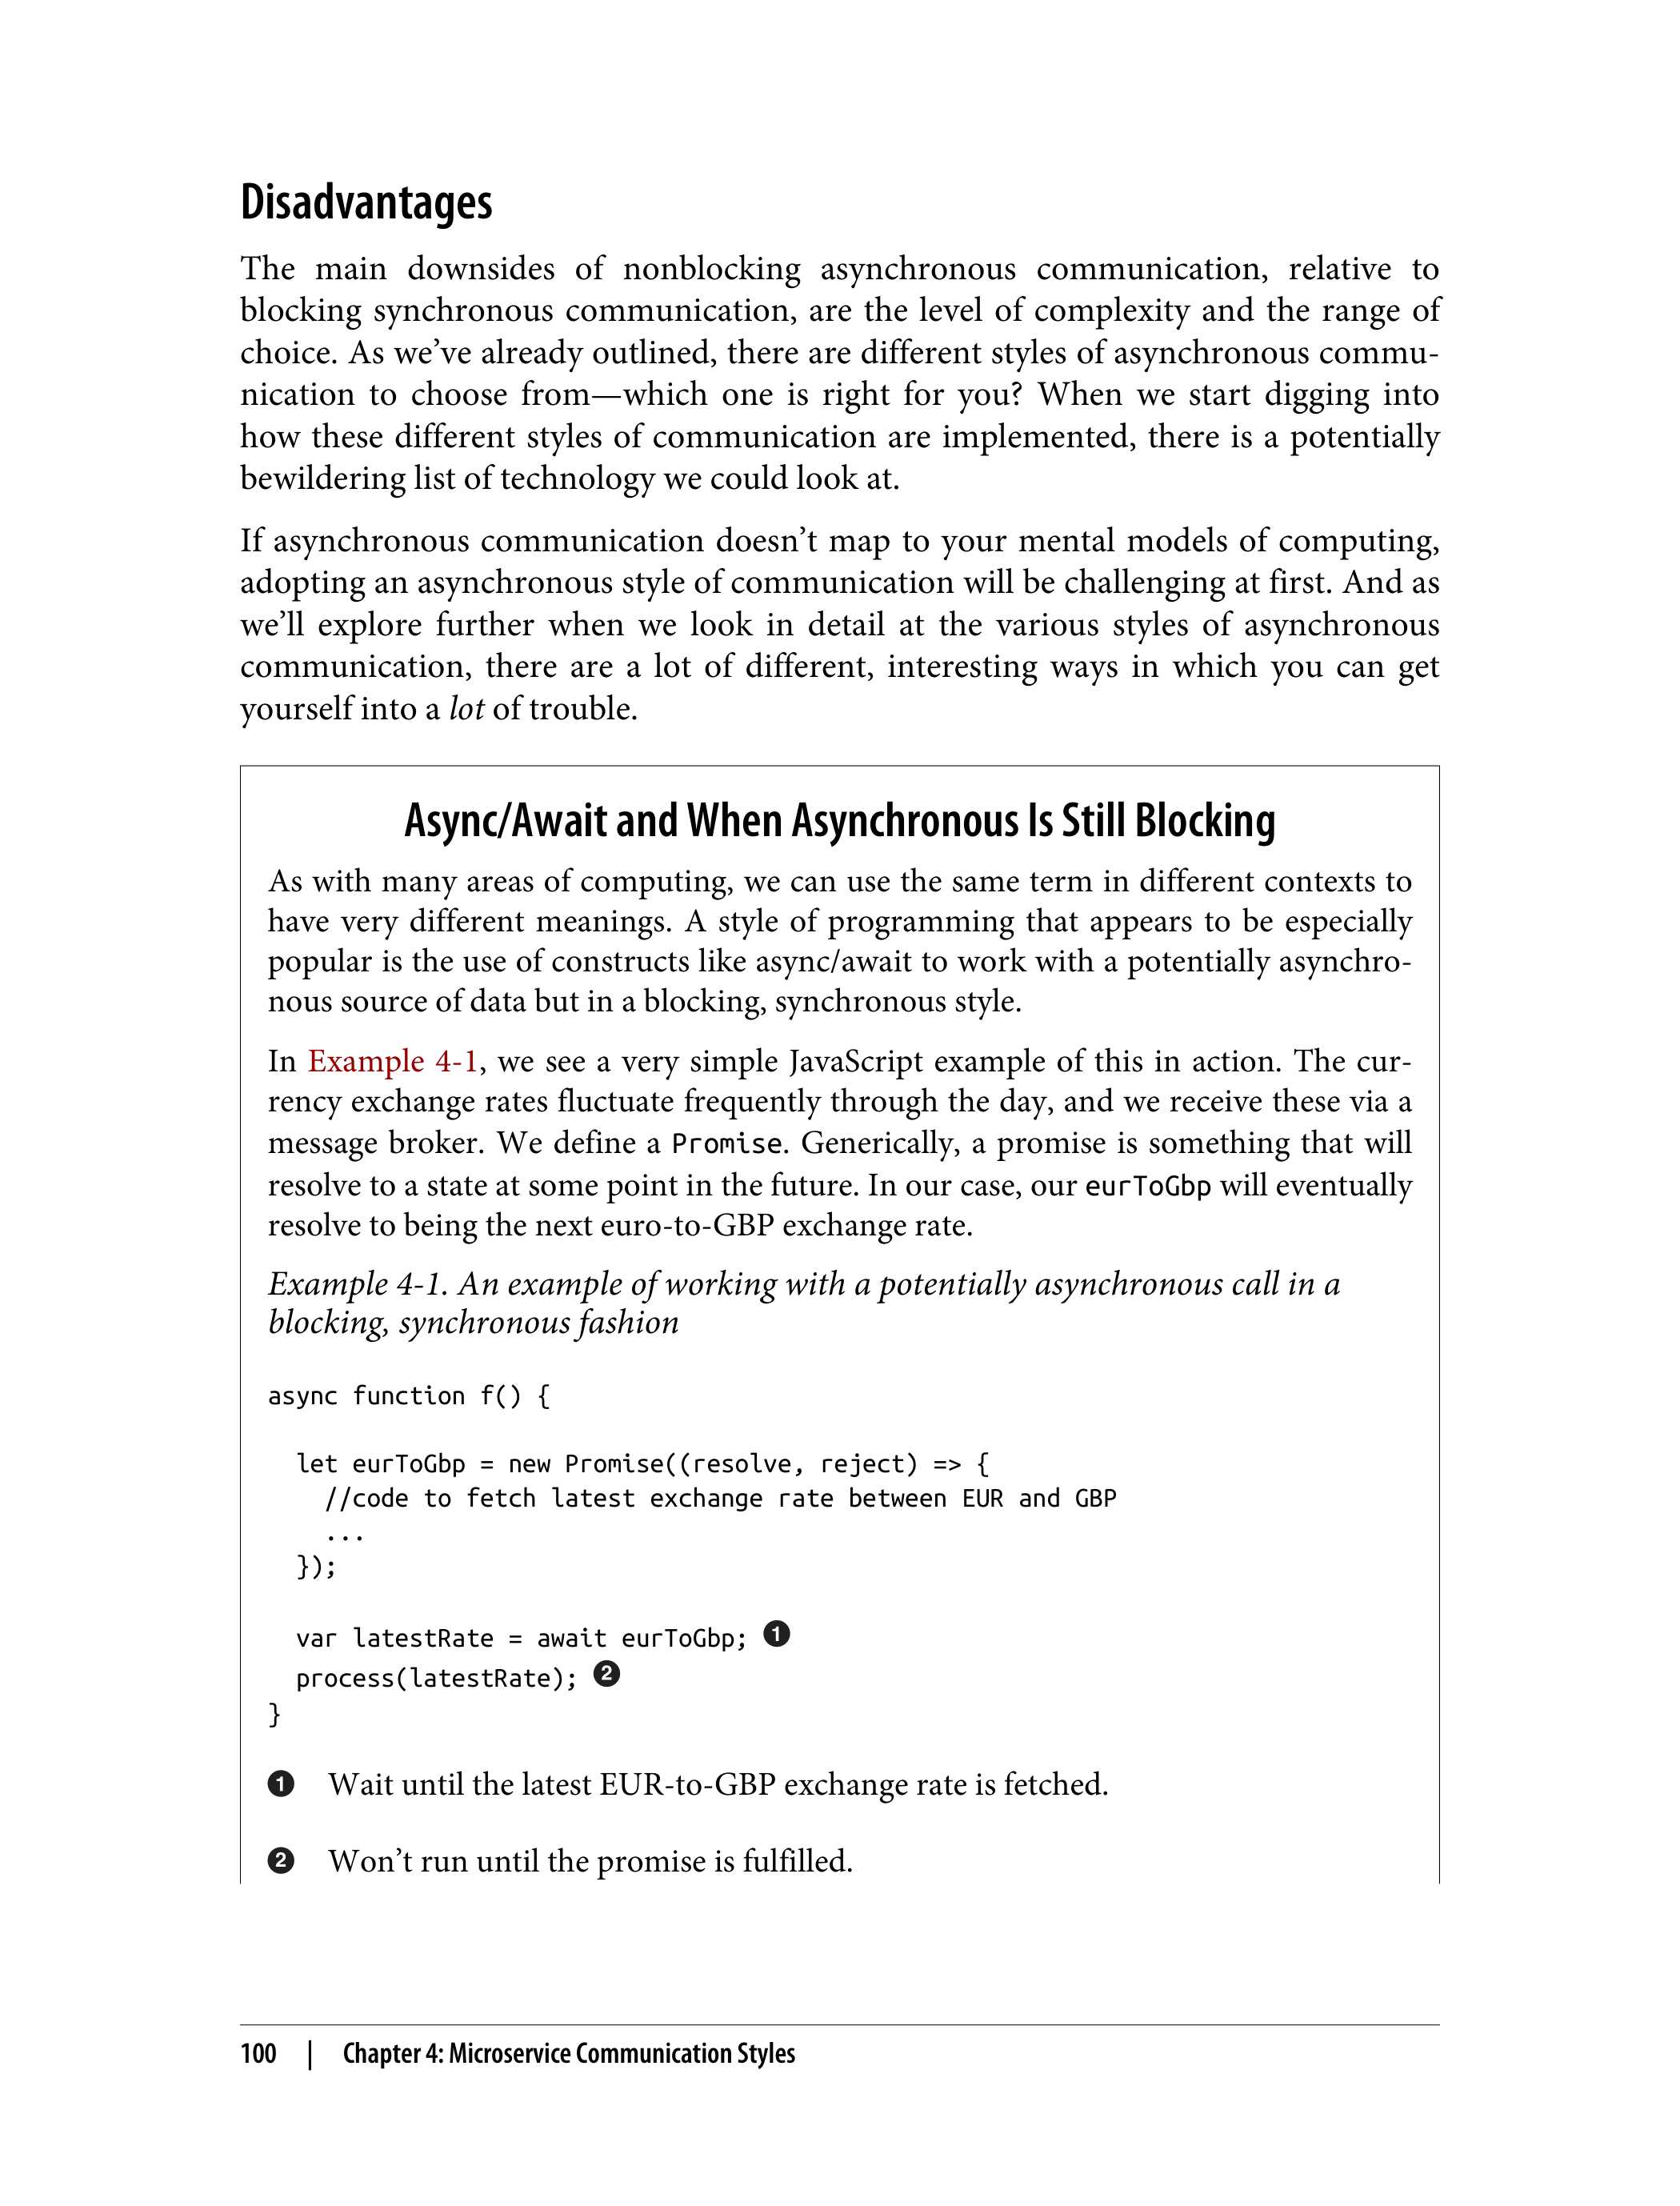 Disadvantages
The main downsides of nonblocking asynchronous communication, relative to
blocking synchronous communication, are the level of complexity and the range of
choice. As we’ve already outlined, there are different styles of asynchronous commu-
nication to choose from—which one is right for you? When we start digging into
how these different styles of communication are implemented, there is a potentially
bewildering list of technology we could look at.
If asynchronous communication doesn’t map to your mental models of computing,
adopting an asynchronous style of communication will be challenging at first. And as
we’ll explore further when we look in detail at the various styles of asynchronous
communication, there are a lot of different, interesting ways in which you can get
yourself into a lot of trouble.
Async/Await and When Asynchronous Is Still Blocking
As with many areas of computing, we can use the same term in different contexts to
have very different meanings. A style of programming that appears to be especially
popular is the use of constructs like async/await to work with a potentially asynchro-
nous source of data but in a blocking, synchronous style.
In Example 4-1, we see a very simple JavaScript example of this in action. The cur-
rency exchange rates fluctuate frequently through the day, and we receive these via a
message broker. We define a Promise. Generically, a promise is something that will
resolve to a state at some point in the future. In our case, our eurToGbp will eventually
resolve to being the next euro-to-GBP exchange rate.
Example 4-1. An example of working with a potentially asynchronous call in a
blocking, synchronous fashion
async function f() {
  let eurToGbp = new Promise((resolve, reject) => {
    //code to fetch latest exchange rate between EUR and GBP
    ...
  });
  var latestRate = await eurToGbp; ❶
  process(latestRate); ❷
}
❶ Wait until the latest EUR-to-GBP exchange rate is fetched.
❷ Won’t run until the promise is fulfilled.
100 | Chapter 4: Microservice Communication Styles